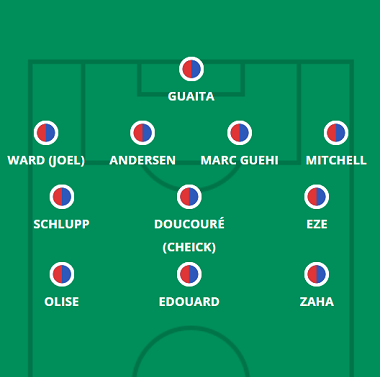 GUAITA
WARD (JOEL) ANDERSEN MARC GUEHI MITCHELL
SCHLUPP DOUCOURÉ EZE
(CHEICK)
OLISE EDOUARD ZAHA